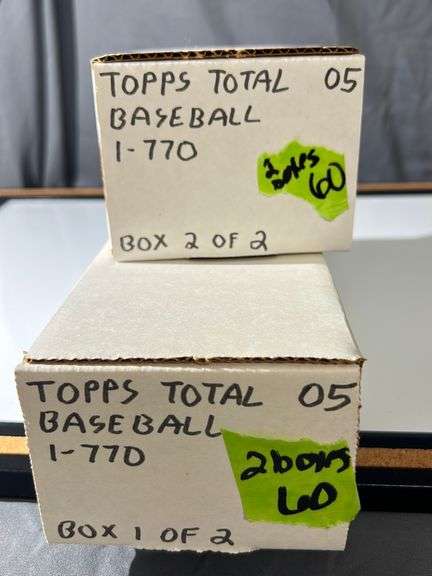 TOPPS TOTAL 05
BASEBALL
1-770
2 boxes
60
BOX 2 OF 2
TOPPS TOTAL 05
BASEBALL
1-770
2 boxes
60
BOX 1 OF 2